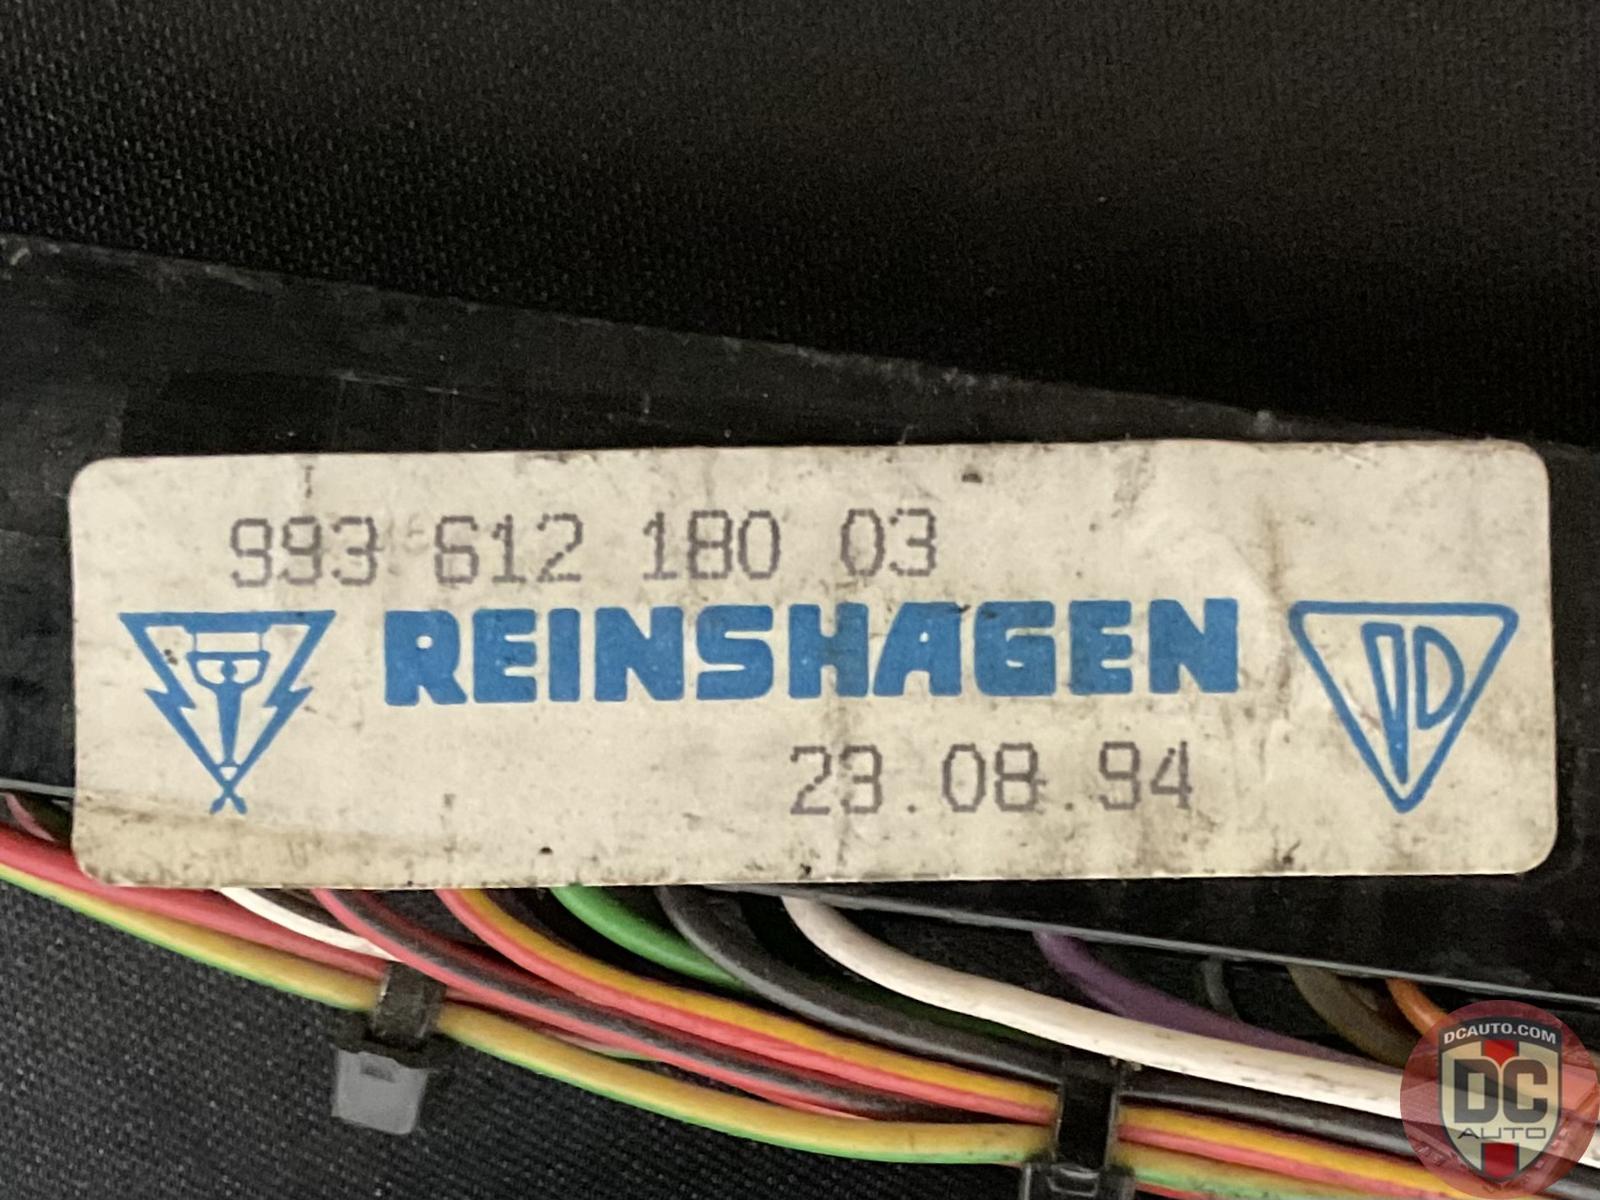 993 612 180 03
REINSHAGEN
23.08.94
DCAUTO.COM
DC
AUTO